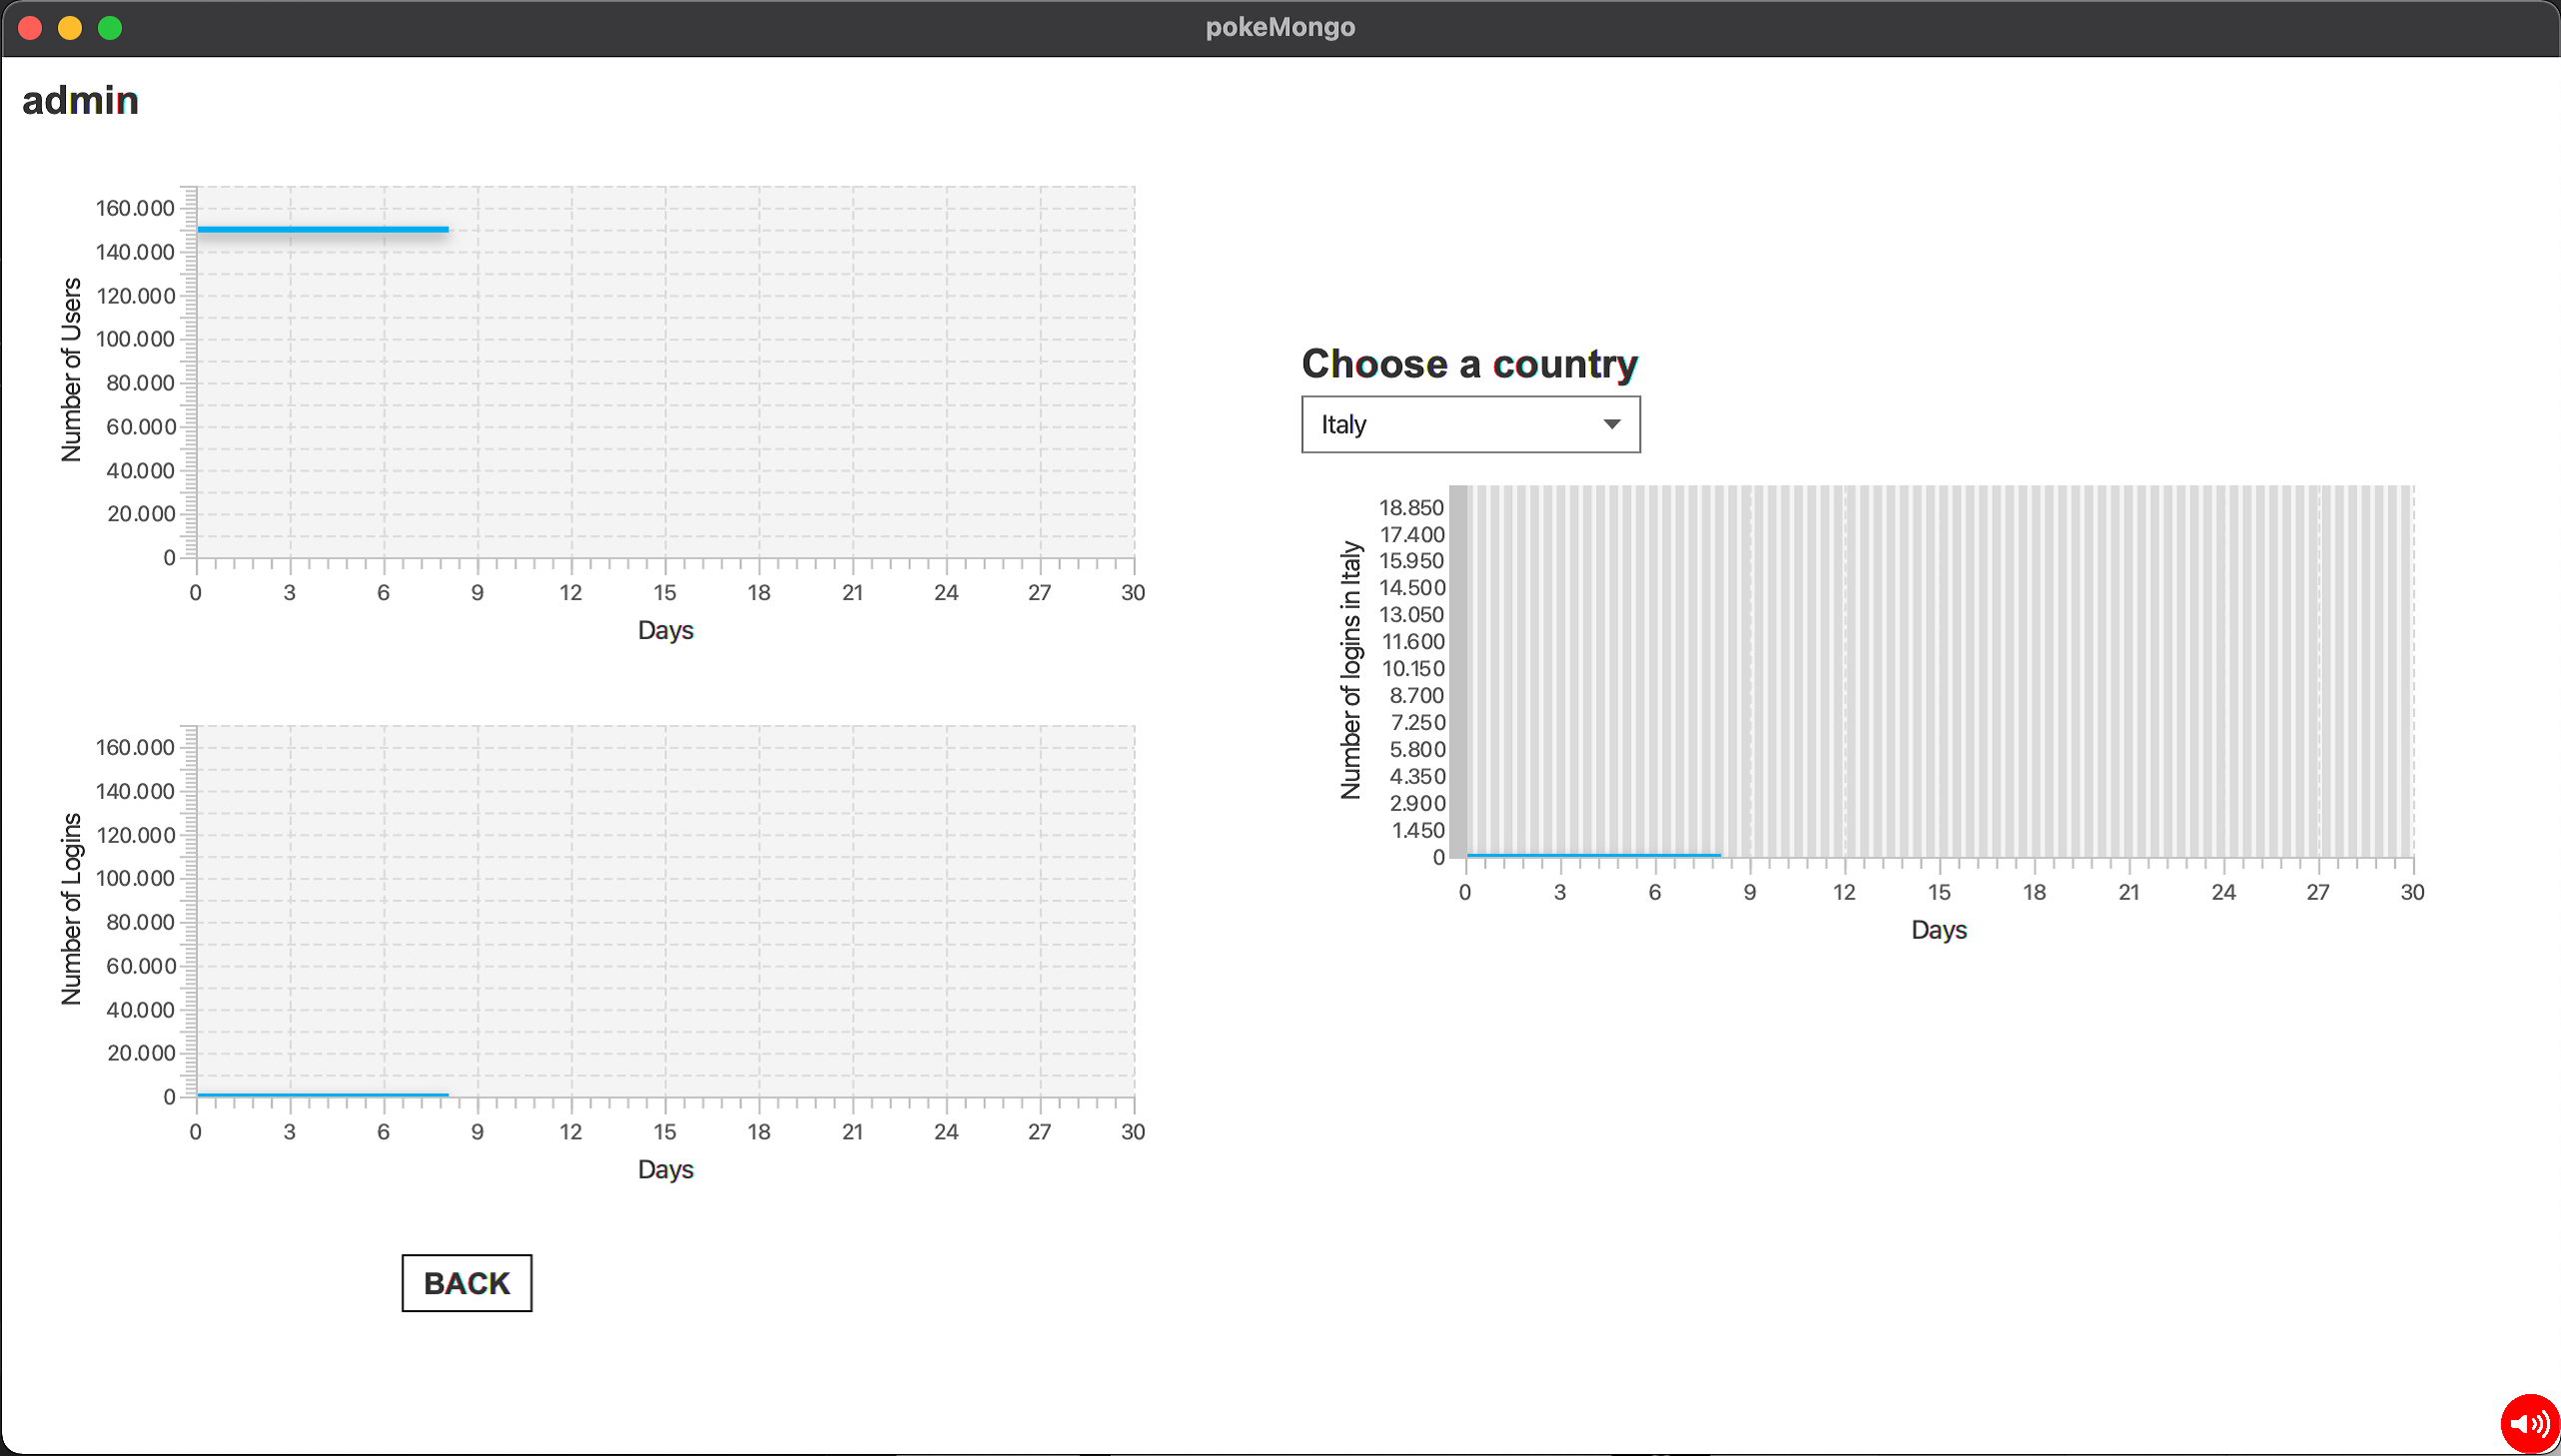 pokeMongo
admin
Number of Users
160.000
140.000
120.000
100.000
80.000
60.000
40.000
20.000
0
0 3 6 9 12 15 18 21 24 27 30
Days
Number of Logins
160.000
140.000
120.000
100.000
80.000
60.000
40.000
20.000
0
0 3 6 9 12 15 18 21 24 27 30
Days
BACK
Choose a country
Italy
Number of logins in Italy
18.850
17.400
15.950
14.500
13.050
11.600
10.150
8.700
7.250
5.800
4.350
2.900
1.450
0
0 3 6 9 12 15 18 21 24 27 30
Days